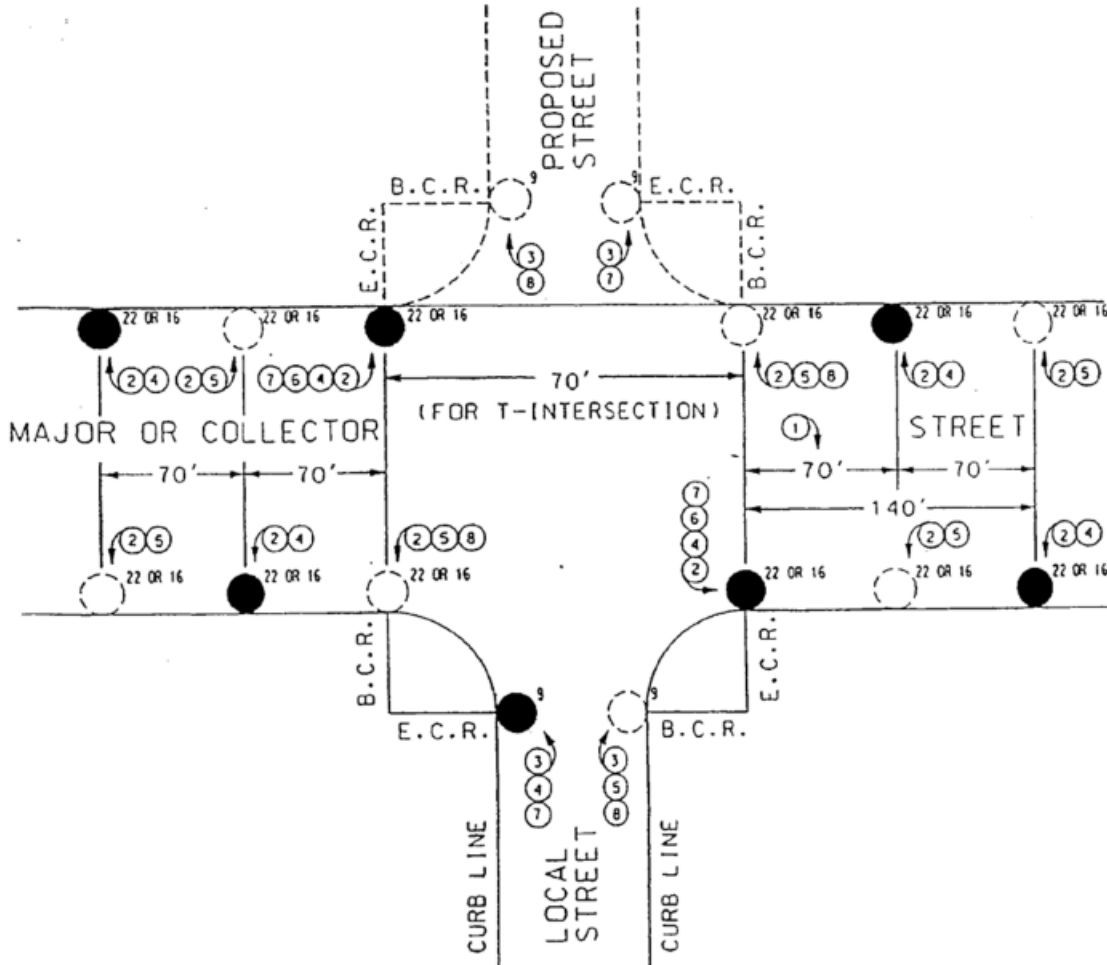 PROPOSED
STREET
B.C.R. 9 9 E.C.R.
E.C.R. B.C.R.
3 3
8 7
22 OR 16 22 OR 16 22 OR 16 22 OR 16 22 OR 16 22 OR 16
2 4 2 5 7 6 4 2 70' 2 5 8 2 4 2 5
(FOR T-INTERSECTION)
MAJOR OR COLLECTOR 1 STREET
70' 70' 70' 70'
7
6
4
2
140'
2 5 2 4 2 5 8 2 5 2 4
22 OR 16 22 OR 16 22 OR 16 22 OR 16 22 OR 16 22 OR 16
B.C.R. E.C.R.
9 9
E.C.R. B.C.R.
3 3
4 5
7 8
CURB LINE
LOCAL
STREET
CURB LINE